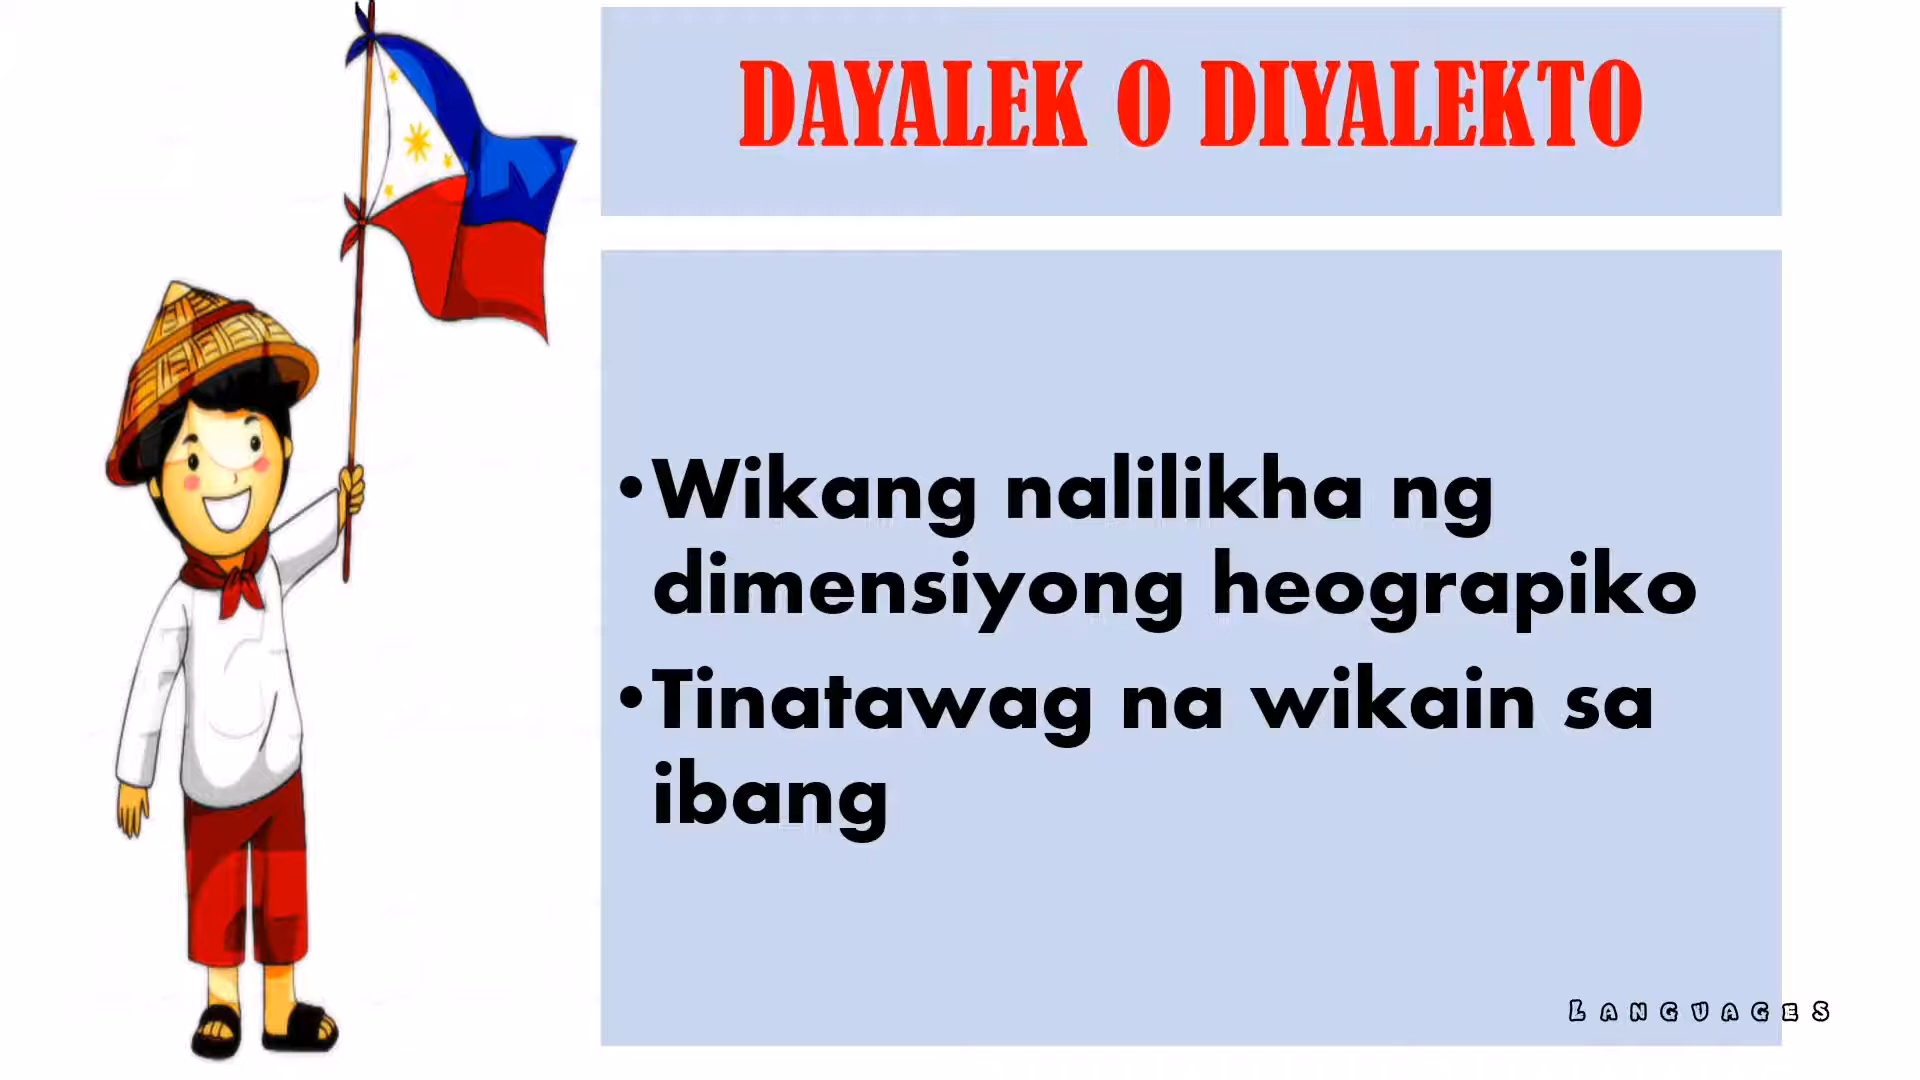 DAYALEK O DIYALEKTO
•Wikang nalilikha ng
dimensiyong heograpiko
•Tinatawag na wikain sa
ibang
LANGUAGES